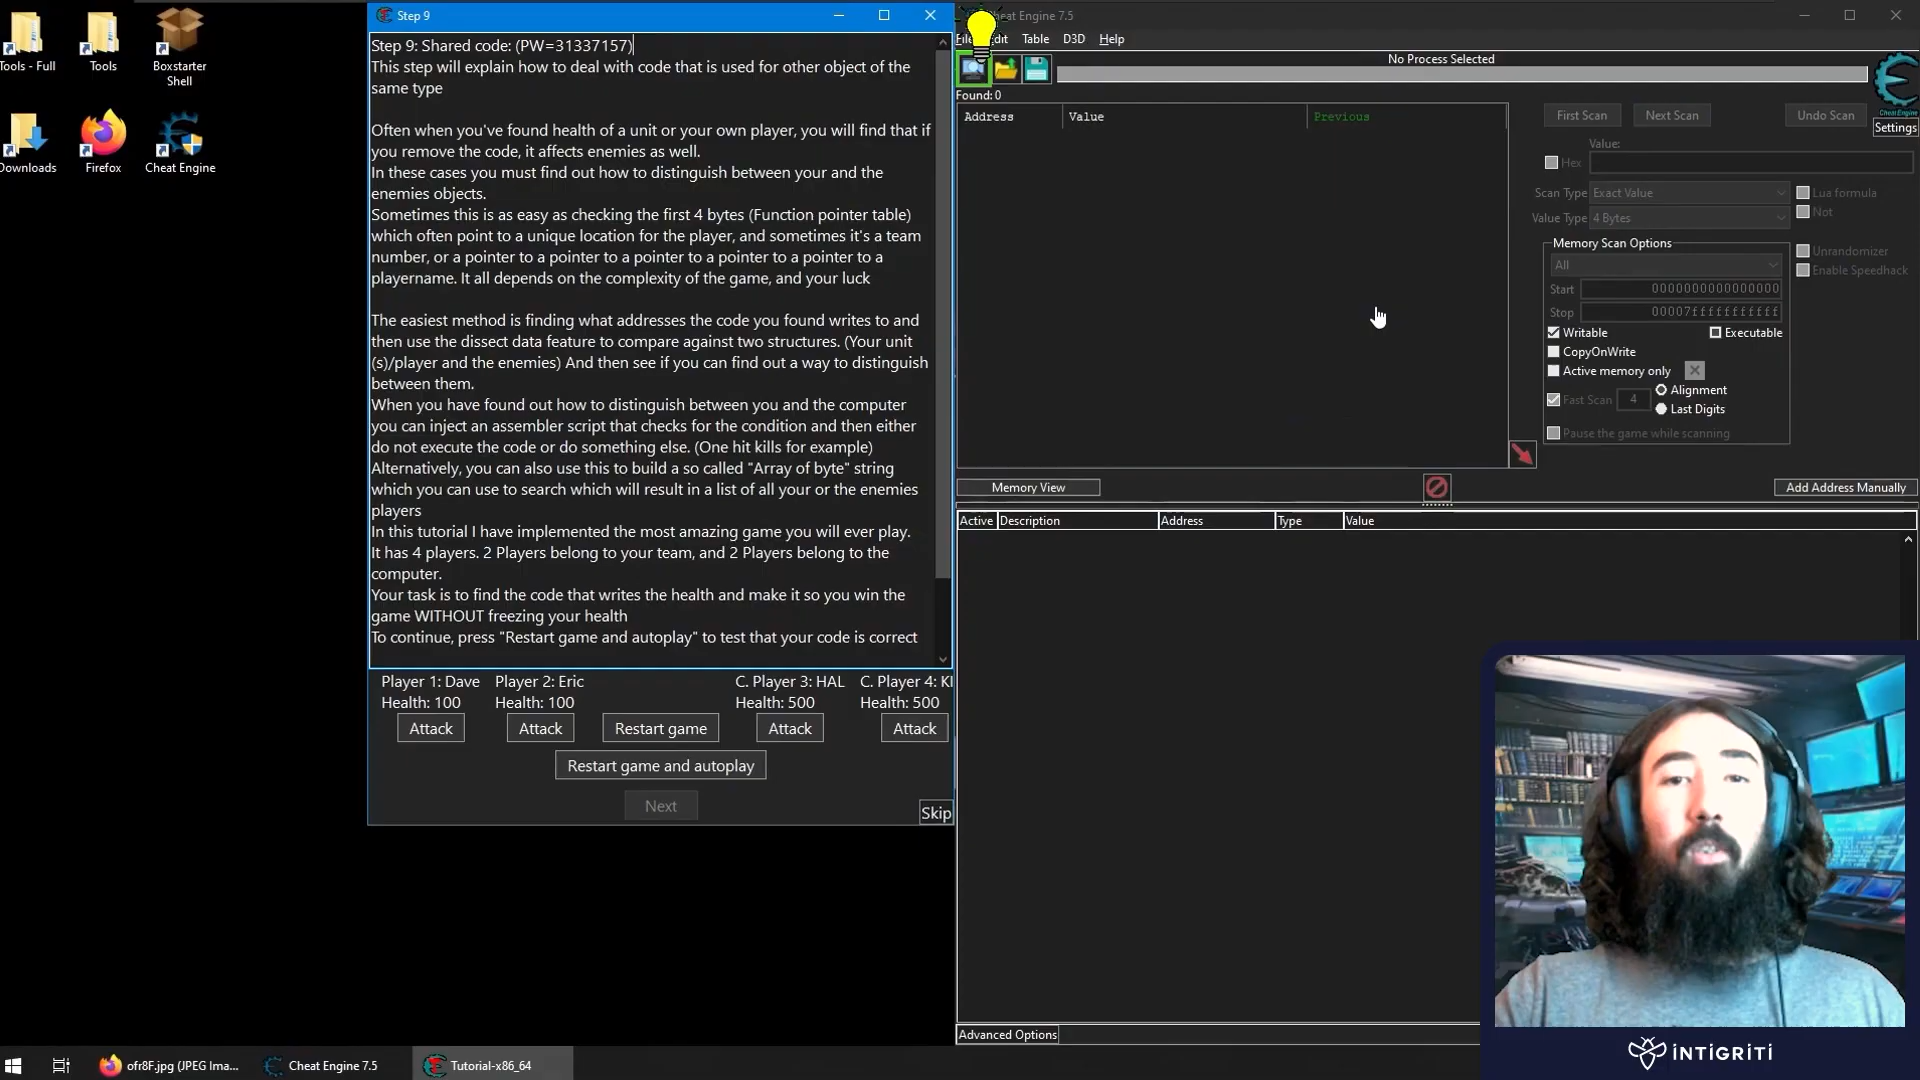 Step 9
Step 9: Shared code: (PW=31337157)
This step will explain how to deal with code that is used for other object of the
same type
Often when you've found health of a unit or your own player, you will find that if
you remove the code, it affects enemies as well.
In these cases you must find out how to distinguish between your and the
enemies objects.
Sometimes this is as easy as checking the first 4 bytes (Function pointer table)
which often point to a unique location for the player, and sometimes it's a team
number, or a pointer to a pointer to a pointer to a pointer to a pointer to a
playername. It all depends on the complexity of the game, and your luck
The easiest method is finding what addresses the code you found writes to and
then use the dissect data feature to compare against two structures. (Your unit
(s)/player and the enemies) And then see if you can find out a way to distinguish
between them.
When you have found out how to distinguish between you and the computer
you can inject an assembler script that checks for the condition and then either
do not execute the code or do something else. (One hit kills for example)
Alternatively, you can also use this to build a so called "Array of byte" string
which you can use to search which will result in a list of all your or the enemies
players
In this tutorial I have implemented the most amazing game you will ever play.
It has 4 players. 2 Players belong to your team, and 2 Players belong to the
computer.
Your task is to find the code that writes the health and make it so you win the
game WITHOUT freezing your health
To continue, press "Restart game and autoplay" to test that your code is correct
Player 1: Dave
Health: 100
Attack
Player 2: Eric
Health: 100
Attack
Restart game
C. Player 3: HAL
Health: 500
Attack
C. Player 4: KI
Health: 500
Attack
Restart game and autoplay
Next
Skip
Tools - Full
Tools
Boxstarter
Shell
Downloads
Firefox
Cheat Engine
heat Engine 7.5
File
dit
Table
D3D
Help
No Process Selected
Found: 0
Address
Value
Previous
First Scan
Next Scan
Undo Scan
Cheat Engine
Settings
Value:
Hex
Scan Type
Exact Value
Lua formula
Not
Value Type
4 Bytes
Memory Scan Options
All
Unrandomizer
Enable Speedhack
Start
0000000000000000
Stop
00007fffffffffff
Writable
Executable
CopyOnWrite
Active memory only
Fast Scan
4
Alignment
Last Digits
Pause the game while scanning
Memory View
Add Address Manually
Active
Description
Address
Type
Value
Advanced Options
INTIGRITI
ofr8F.jpg (JPEG Ima...
Cheat Engine 7.5
Tutorial-x86_64